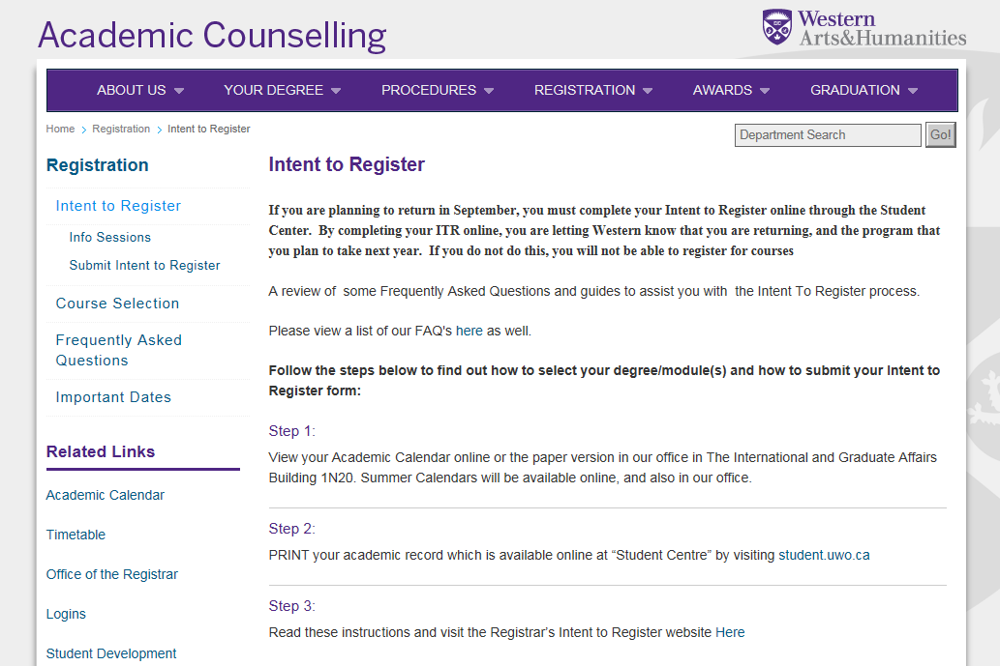 Academic Counselling
Western
Arts&Humanities
ABOUT US
YOUR DEGREE
PROCEDURES
REGISTRATION
AWARDS
GRADUATION
Home > Registration > Intent to Register
Department Search
Go!
Registration
Intent to Register
Info Sessions
Submit Intent to Register
Course Selection
Frequently Asked
Questions
Important Dates
Related Links
Academic Calendar
Timetable
Office of the Registrar
Logins
Student Development
Intent to Register
If you are planning to return in September, you must complete your Intent to Register online through the Student
Center.  By completing your ITR online, you are letting Western know that you are returning, and the program that
you plan to take next year.  If you do not do this, you will not be able to register for courses
A review of  some Frequently Asked Questions and guides to assist you with  the Intent To Register process.
Please view a list of our FAQ's here as well.
Follow the steps below to find out how to select your degree/module(s) and how to submit your Intent to
Register form:
Step 1:
View your Academic Calendar online or the paper version in our office in The International and Graduate Affairs
Building 1N20. Summer Calendars will be available online, and also in our office.
Step 2:
PRINT your academic record which is available online at “Student Centre” by visiting student.uwo.ca
Step 3:
Read these instructions and visit the Registrar’s Intent to Register website Here